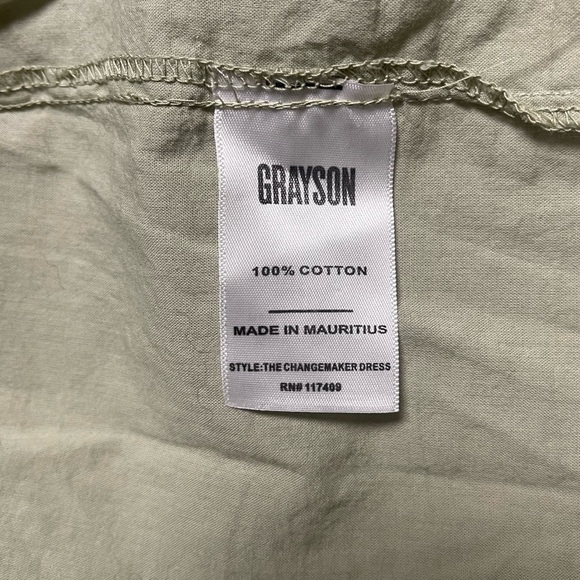 GRAYSON
100% COTTON
MADE IN MAURITIUS
STYLE:THE CHANGEMAKER DRESS
RN# 117409